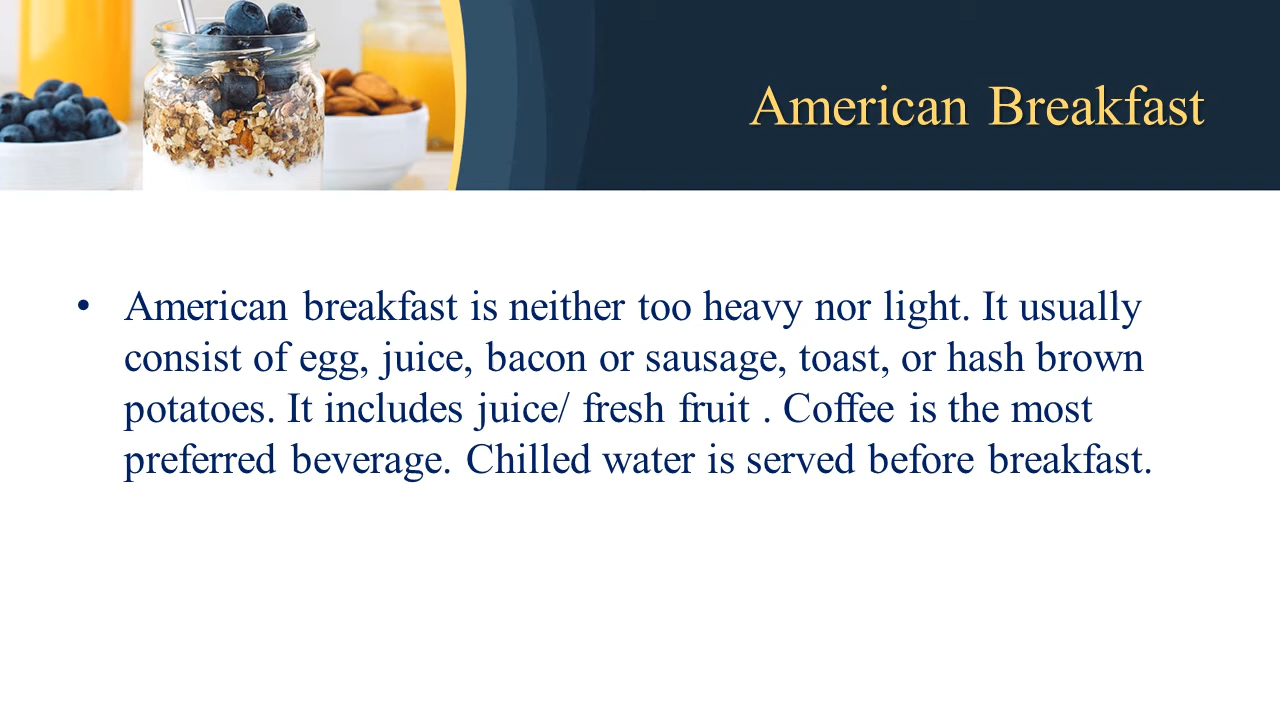 American Breakfast
• American breakfast is neither too heavy nor light. It usually
consist of egg, juice, bacon or sausage, toast, or hash brown
potatoes. It includes juice/ fresh fruit . Coffee is the most
preferred beverage. Chilled water is served before breakfast.